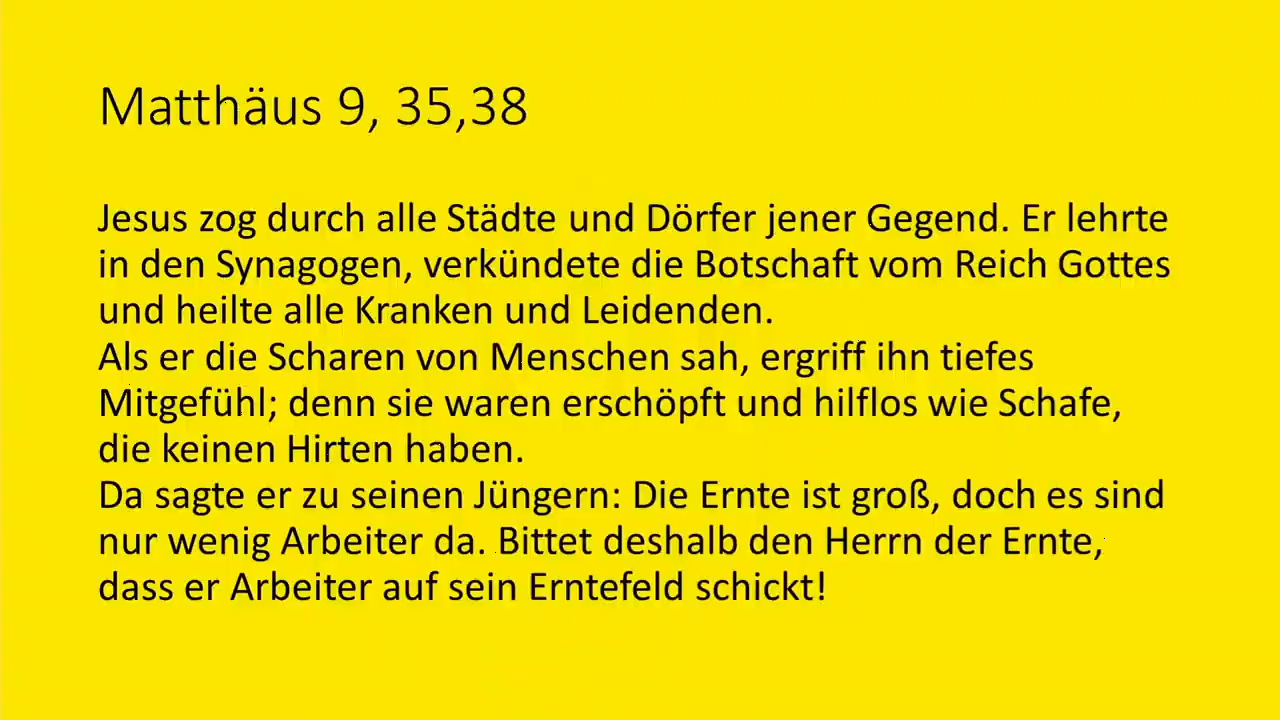 Matthäus 9, 35,38
Jesus zog durch alle Städte und Dörfer jener Gegend. Er lehrte
in den Synagogen, verkündete die Botschaft vom Reich Gottes
und heilte alle Kranken und Leidenden.
Als er die Scharen von Menschen sah, ergriff ihn tiefes
Mitgefühl; denn sie waren erschöpft und hilflos wie Schafe,
die keinen Hirten haben.
Da sagte er zu seinen Jüngern: Die Ernte ist groß, doch es sind
nur wenig Arbeiter da. Bittet deshalb den Herrn der Ernte,
dass er Arbeiter auf sein Erntefeld schickt!